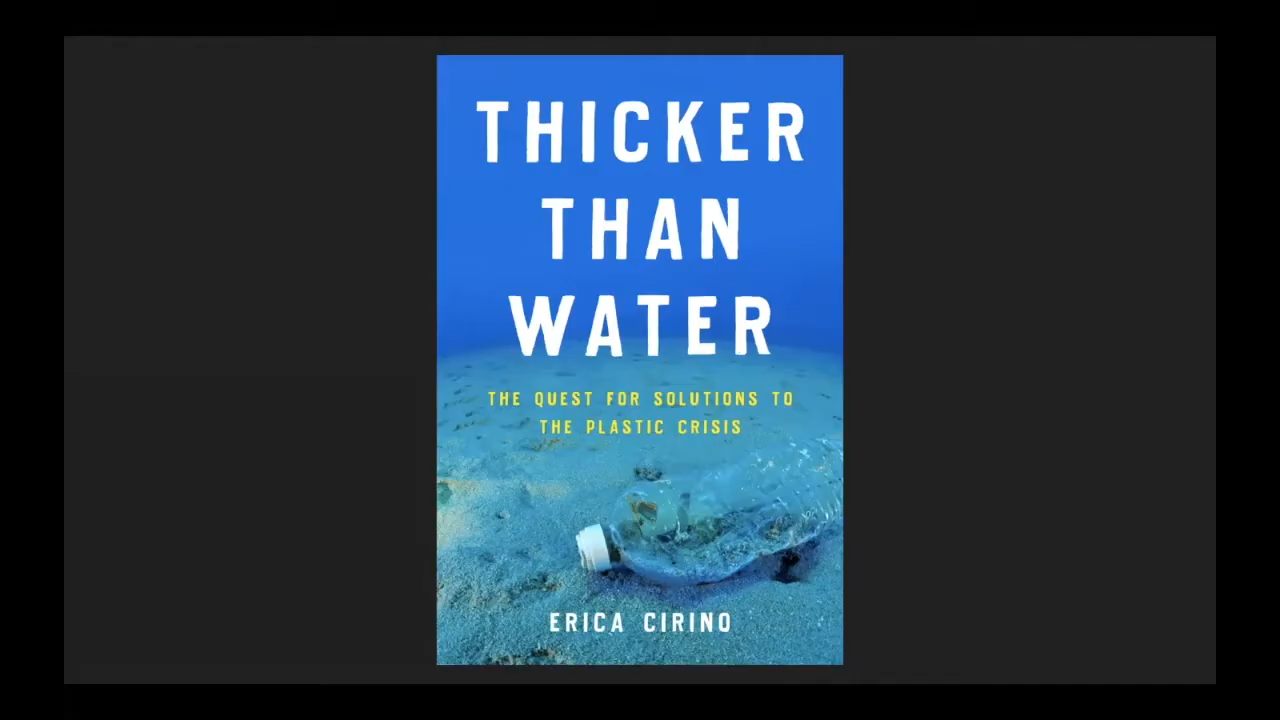 THICKER
THAN
WATER
THE QUEST FOR SOLUTIONS TO
THE PLASTIC CRISIS
ERICA CIRINO